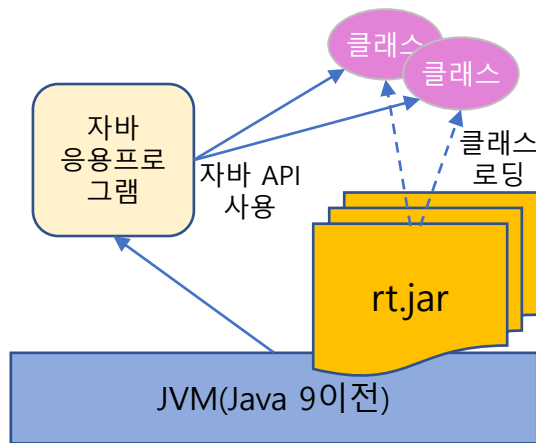 클래스
클래스
자바
응용프로
그램
자바 API
사용
클래스
로딩
rt.jar
JVM(Java 9이전)